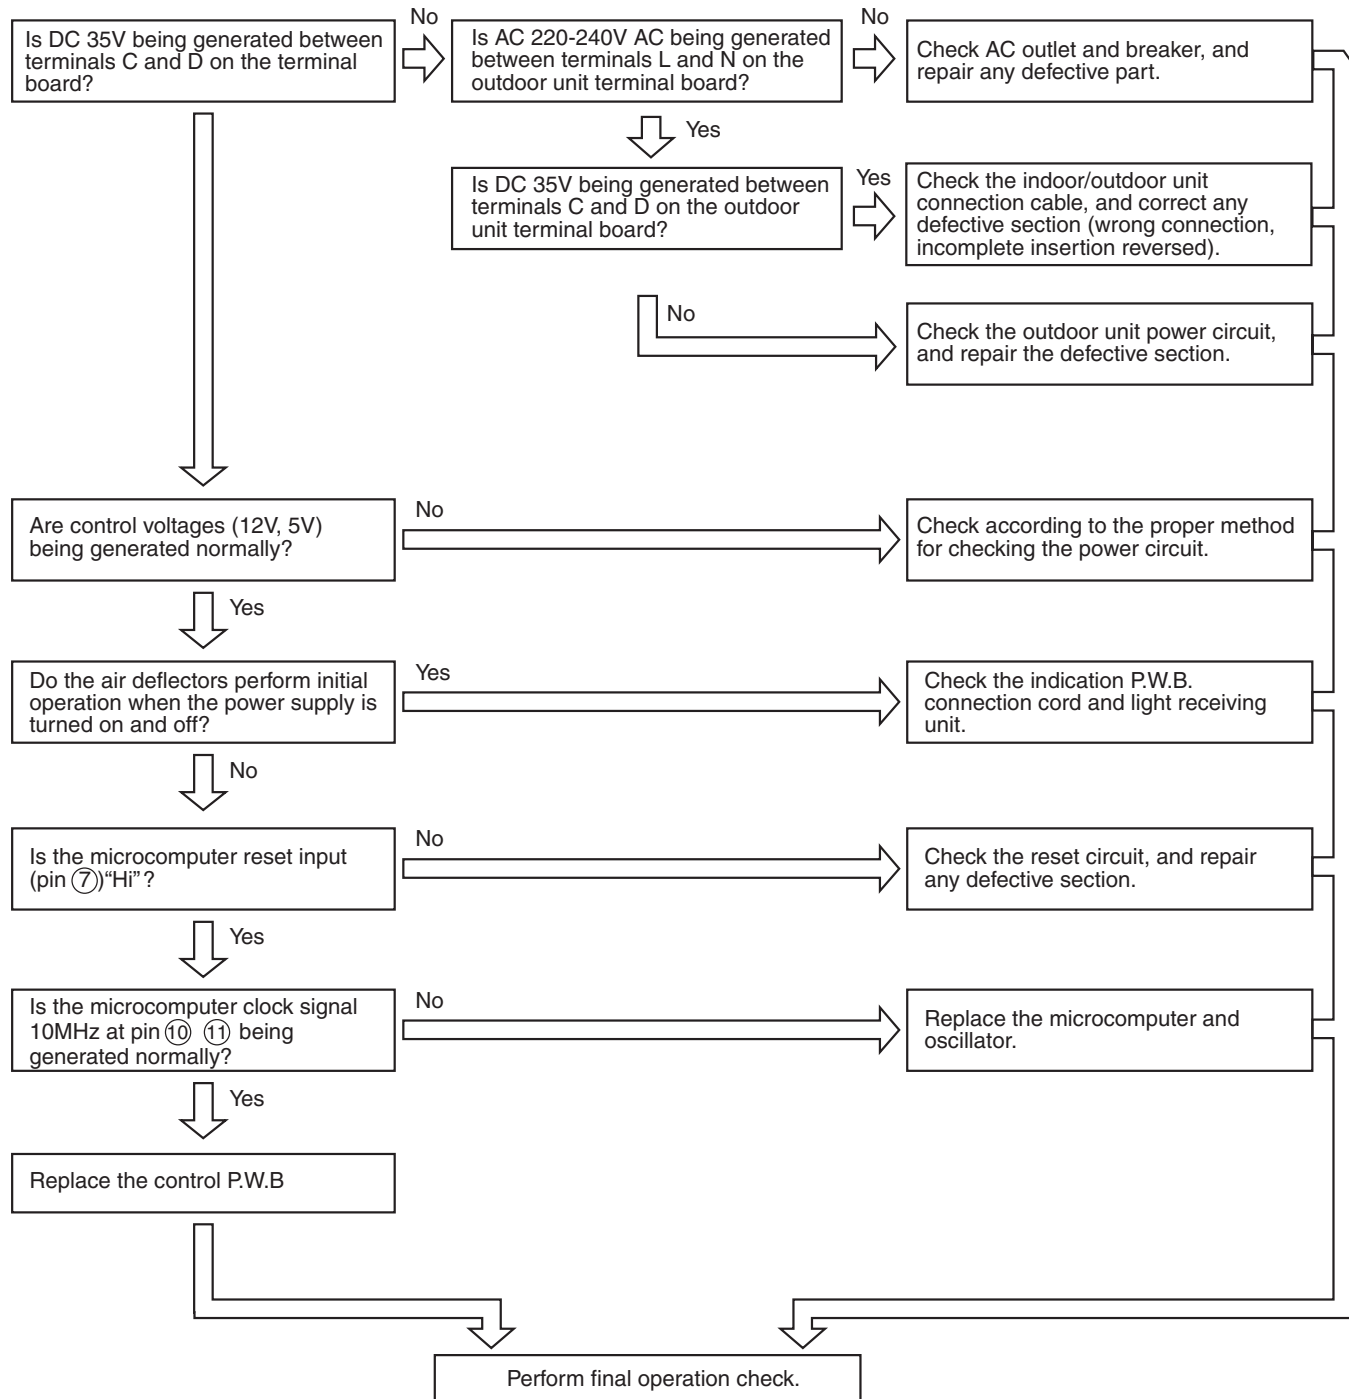 Is DC 35V being generated between
terminals C and D on the terminal
board?
No
Is AC 220-240V AC being generated
between terminals L and N on the
outdoor unit terminal board?
No
Check AC outlet and breaker, and
repair any defective part.
Yes
Is DC 35V being generated between
terminals C and D on the outdoor
unit terminal board?
Yes
Check the indoor/outdoor unit
connection cable, and correct any
defective section (wrong connection,
incomplete insertion reversed).
No
Check the outdoor unit power circuit,
and repair the defective section.
Are control voltages (12V, 5V)
being generated normally?
No
Check according to the proper method
for checking the power circuit.
Yes
Do the air deflectors perform initial
operation when the power supply is
turned on and off?
Yes
Check the indication P.W.B.
connection cord and light receiving
unit.
No
Is the microcomputer reset input
(pin ⑦)“Hi”?
No
Check the reset circuit, and repair
any defective section.
Yes
Is the microcomputer clock signal
10MHz at pin ⑩ ⑪ being
generated normally?
No
Replace the microcomputer and
oscillator.
Yes
Replace the control P.W.B
Perform final operation check.